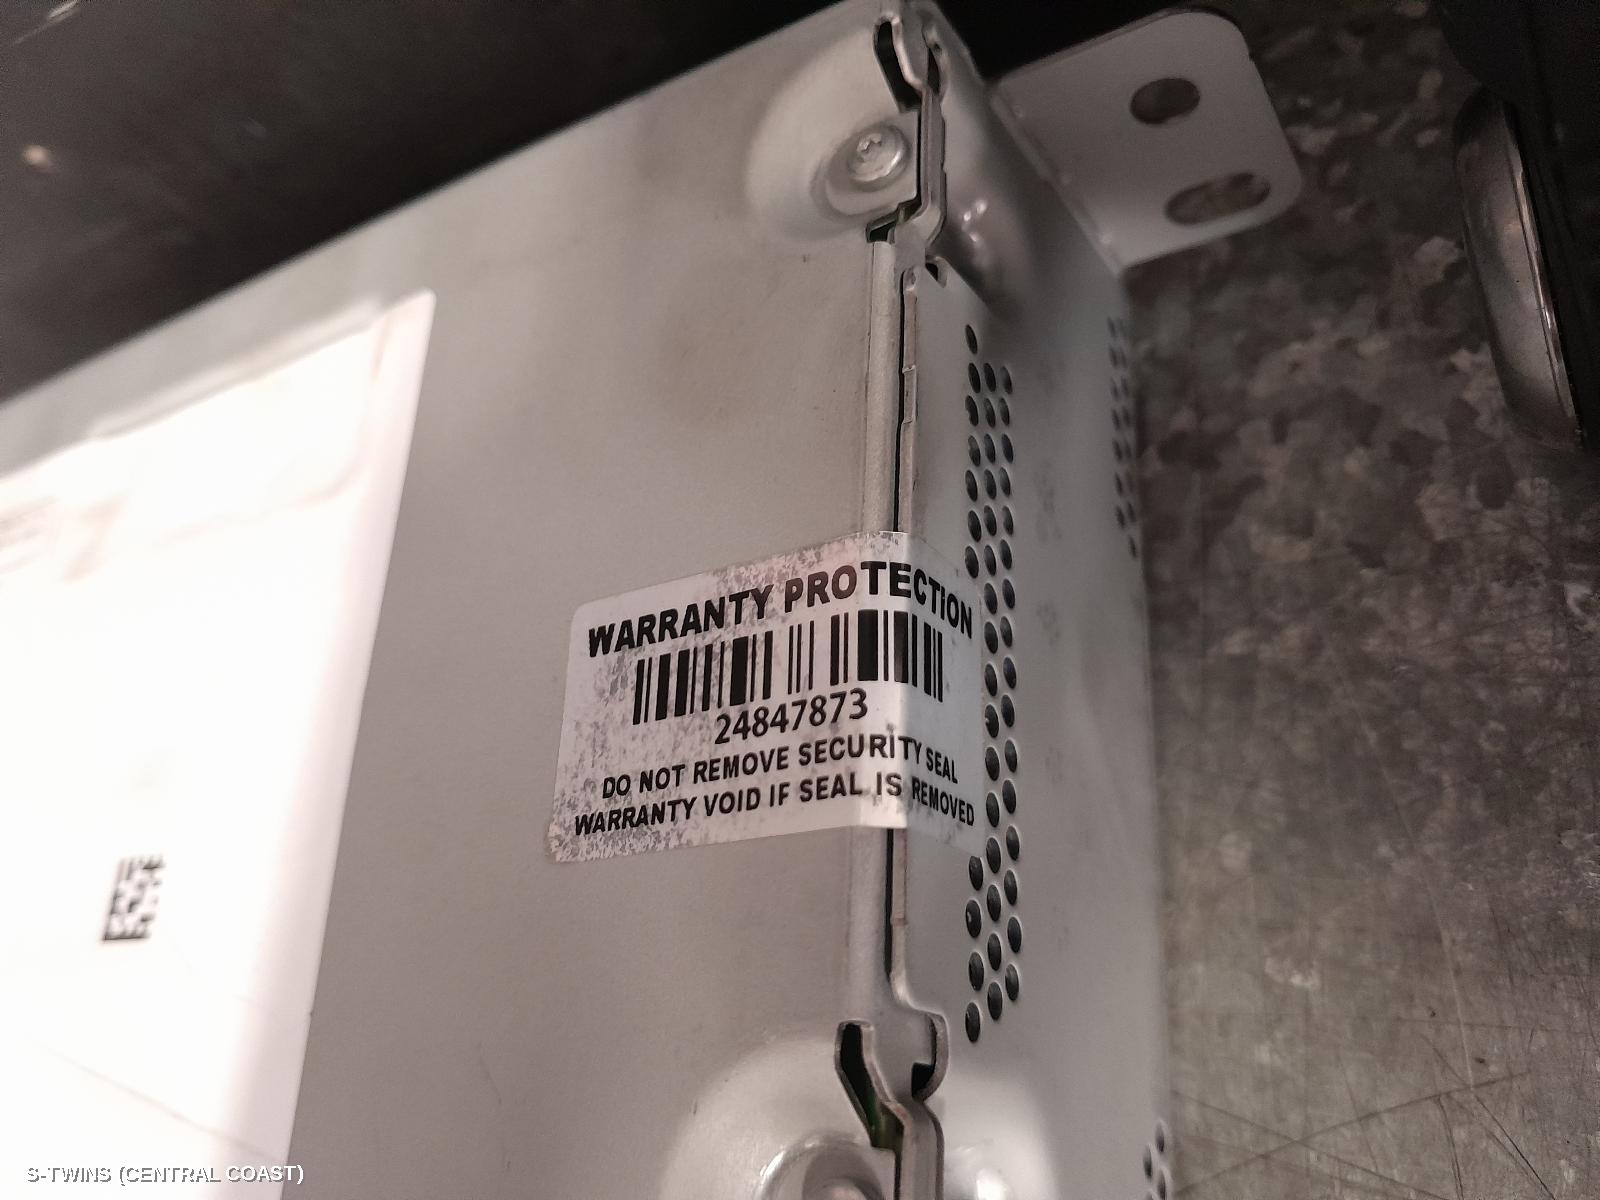 WARRANTY PROTECTION
24847873
DO NOT REMOVE SECURITY SEAL
WARRANTY VOID IF SEAL IS REMOVED
S-TWINS (CENTRAL COAST)